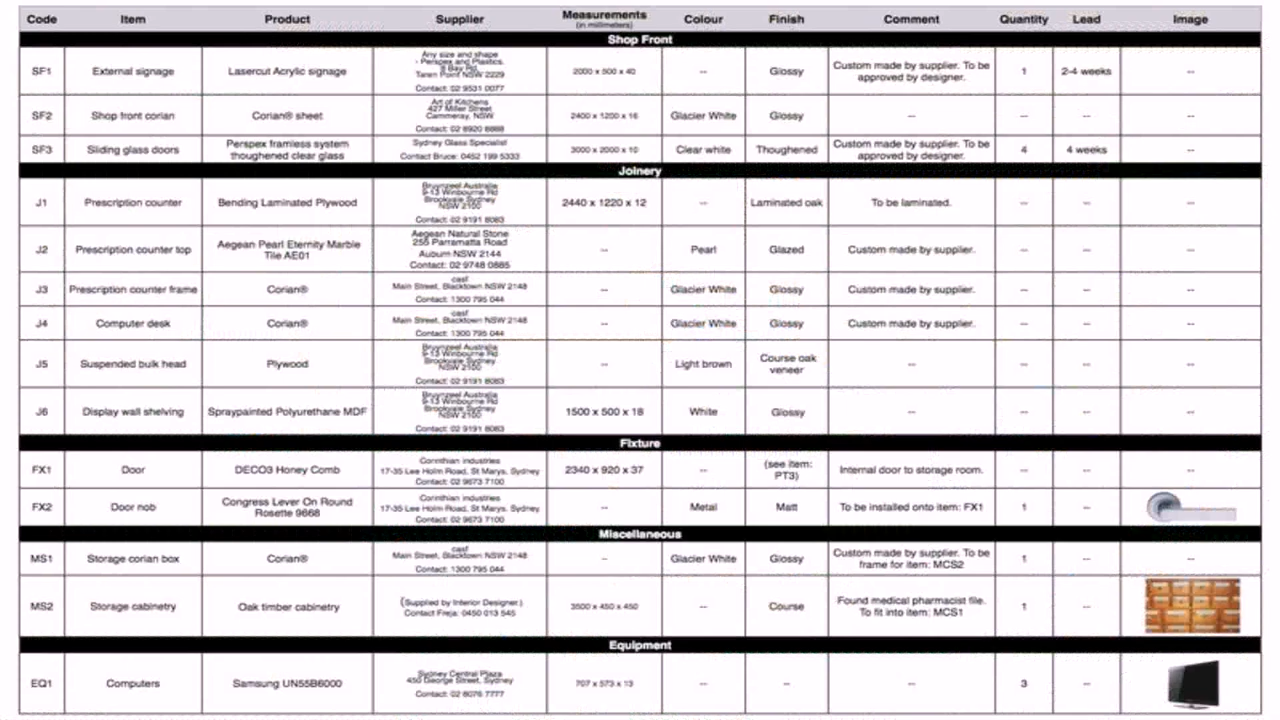 Code Item Product Supplier Measurements (in millimeters) Colour Finish Comment Quantity Lead Image
Shop Front
SF1 External signage Lasercut Acrylic signage
Any size and shape
- Perspex and Plastics.
8 Bay Rd,
Taren Point NSW 2229
Contact: 02 9531 0077
2000 x 500 x 40 -- Glossy
Custom made by supplier. To be
approved by designer.
1 2-4 weeks --
SF2 Shop front corian Corian® sheet
Art of Kitchens
427 Miller Street
Cammeray, NSW
Contact: 02 8920 8888
2400 x 1200 x 16 Glacier White Glossy -- -- -- --
SF3 Sliding glass doors
Perspex framless system
thoughened clear glass
Sydney Glass Specialist
Contact Bruce: 0452 199 5333
3000 x 2000 x 10 Clear white Thoughened
Custom made by supplier. To be
approved by designer.
4 4 weeks --
Joinery
J1 Prescription counter Bending Laminated Plywood
Bruynzeel Australia
9-13 Winbourne Rd
Brookvale Sydney
NSW 2100
Contact: 02 9191 8083
2440 x 1220 x 12 -- Laminated oak To be laminated. -- -- --
J2 Prescription counter top
Aegean Pearl Eternity Marble
Tile AE01
Aegean Natural Stone
255 Parramatta Road
Auburn NSW 2144
Contact: 02 9748 0885
-- Pearl Glazed Custom made by supplier. -- -- --
J3 Prescription counter frame Corian®
casf
Main Street, Blacktown NSW 2148
Contact: 1300 795 044
-- Glacier White Glossy Custom made by supplier. -- -- --
J4 Computer desk Corian®
casf
Main Street, Blacktown NSW 2148
Contact: 1300 795 044
-- Glacier White Glossy Custom made by supplier. -- -- --
J5 Suspended bulk head Plywood
Bruynzeel Australia
9-13 Winbourne Rd
Brookvale Sydney
NSW 2100
Contact: 02 9191 8083
-- Light brown
Course oak
veneer
-- -- -- --
J6 Display wall shelving Spraypainted Polyurethane MDF
Bruynzeel Australia
9-13 Winbourne Rd
Brookvale Sydney
NSW 2100
Contact: 02 9191 8083
1500 x 500 x 18 White Glossy -- -- -- --
Fixture
FX1 Door DECO3 Honey Comb
Corinthian industries
17-35 Lee Holm Road, St Marys, Sydney
Contact: 02 9673 7100
2340 x 920 x 37 --
(see item:
PT3)
Internal door to storage room. -- -- --
FX2 Door nob
Congress Lever On Round
Rosette 9668
Corinthian industries
17-35 Lee Holm Road, St Marys, Sydney
Contact: 02 9673 7100
-- Metal Matt To be installed onto item: FX1 1 --
Miscellaneous
MS1 Storage corian box Corian®
casf
Main Street, Blacktown NSW 2148
Contact: 1300 795 044
-- Glacier White Glossy
Custom made by supplier. To be
frame for item: MCS2
1 -- --
MS2 Storage cabinetry Oak timber cabinetry
(Supplied by Interior Designer.)
Contact Freja: 0450 013 545
3500 x 450 x 450 -- Course
Found medical pharmacist file.
To fit into item: MCS1
1 --
Equipment
EQ1 Computers Samsung UN55B6000
Sydney Central Plaza
450 George Street, Sydney
Contact: 02 8076 7777
707 x 573 x 13 -- -- -- 3 --